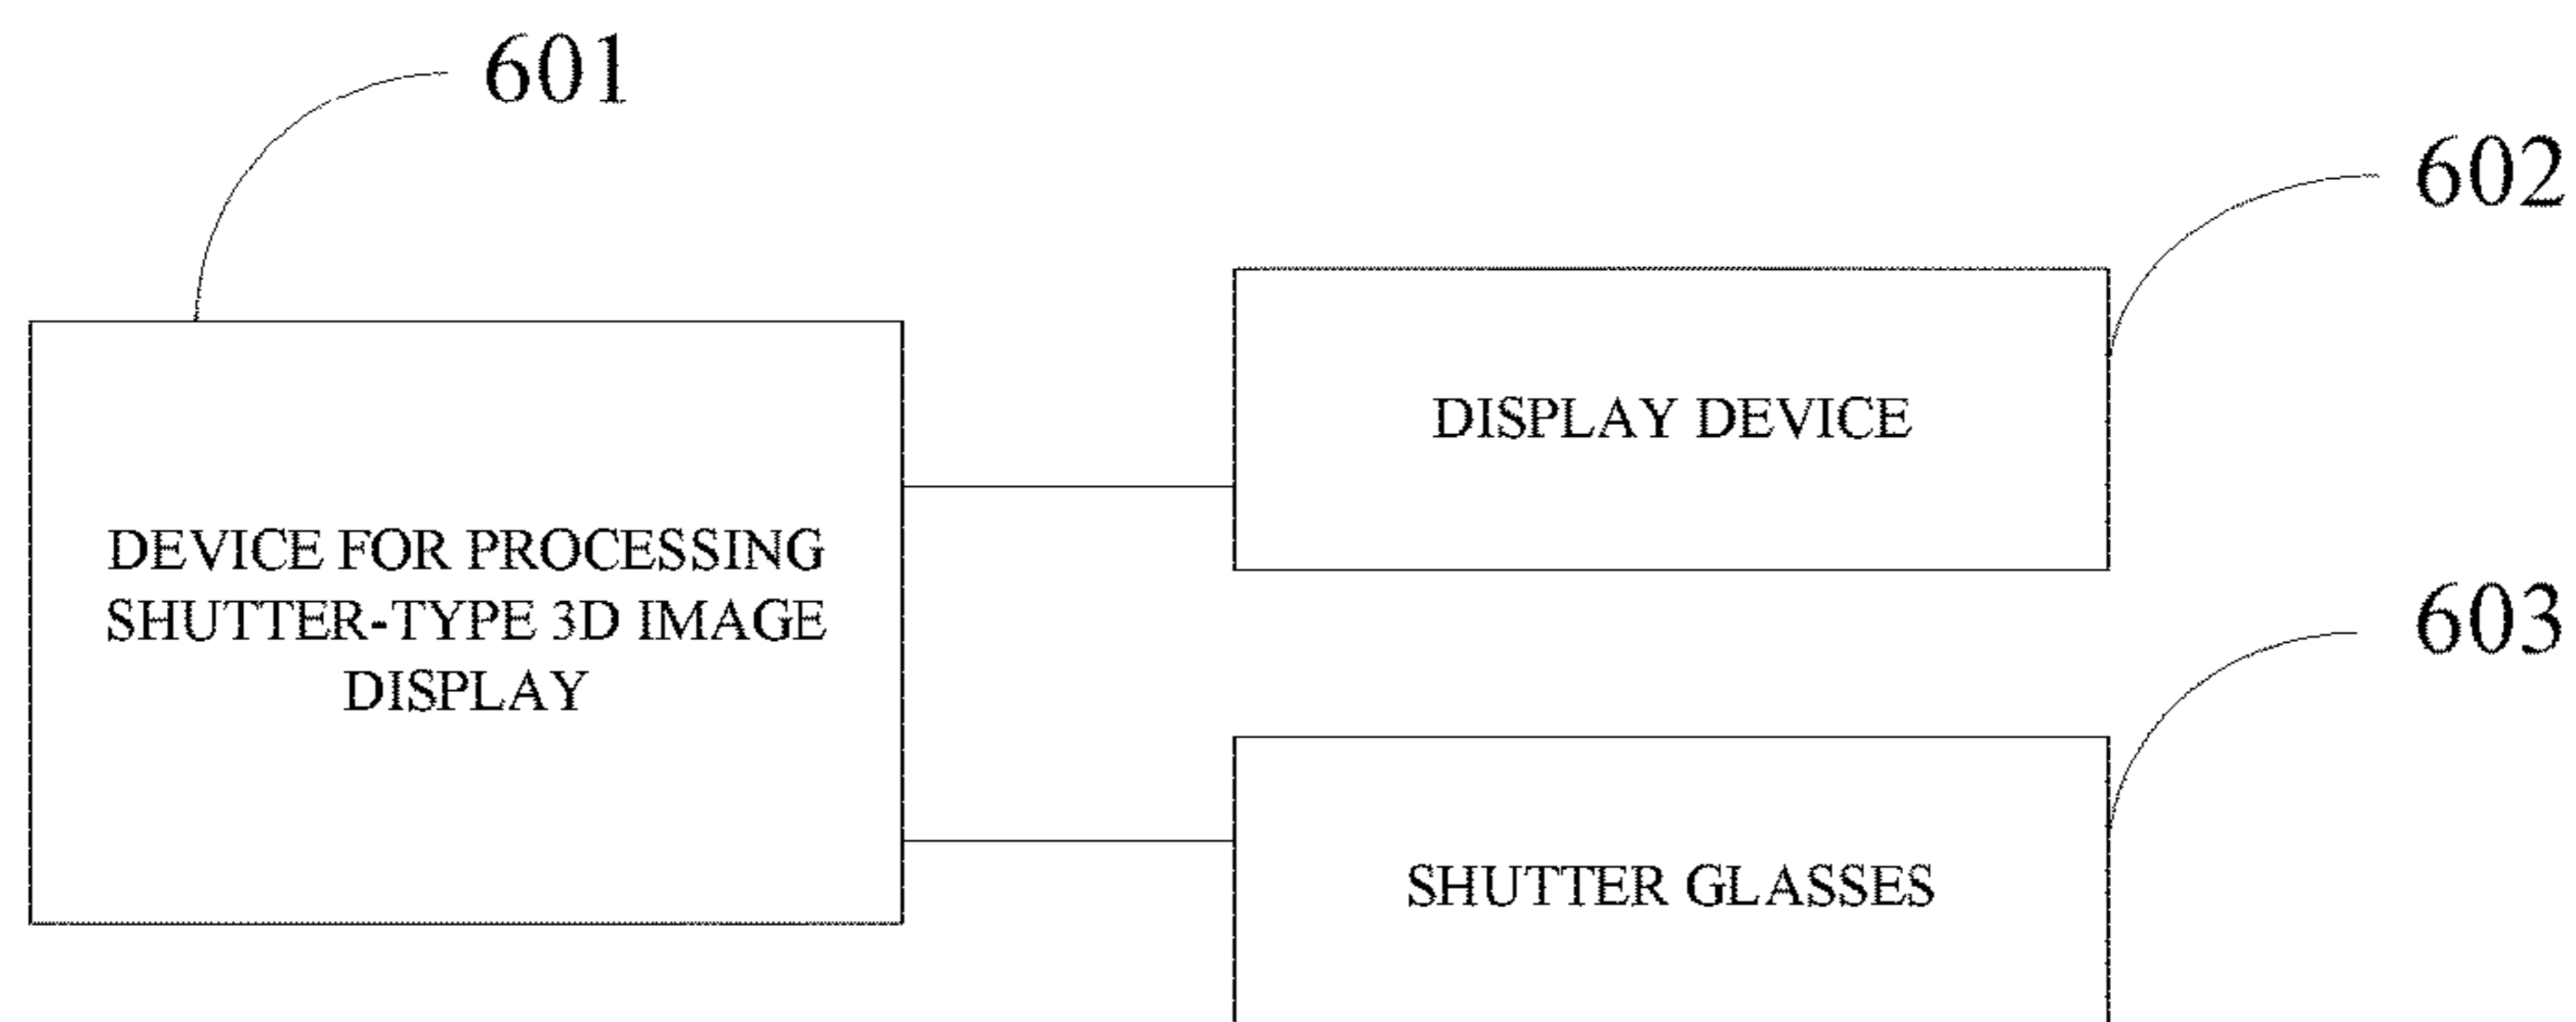 601
602
DISPLAY DEVICE
DEVICE FOR PROCESSING
SHUTTER-TYPE 3D IMAGE
DISPLAY
603
SHUTTER GLASSES